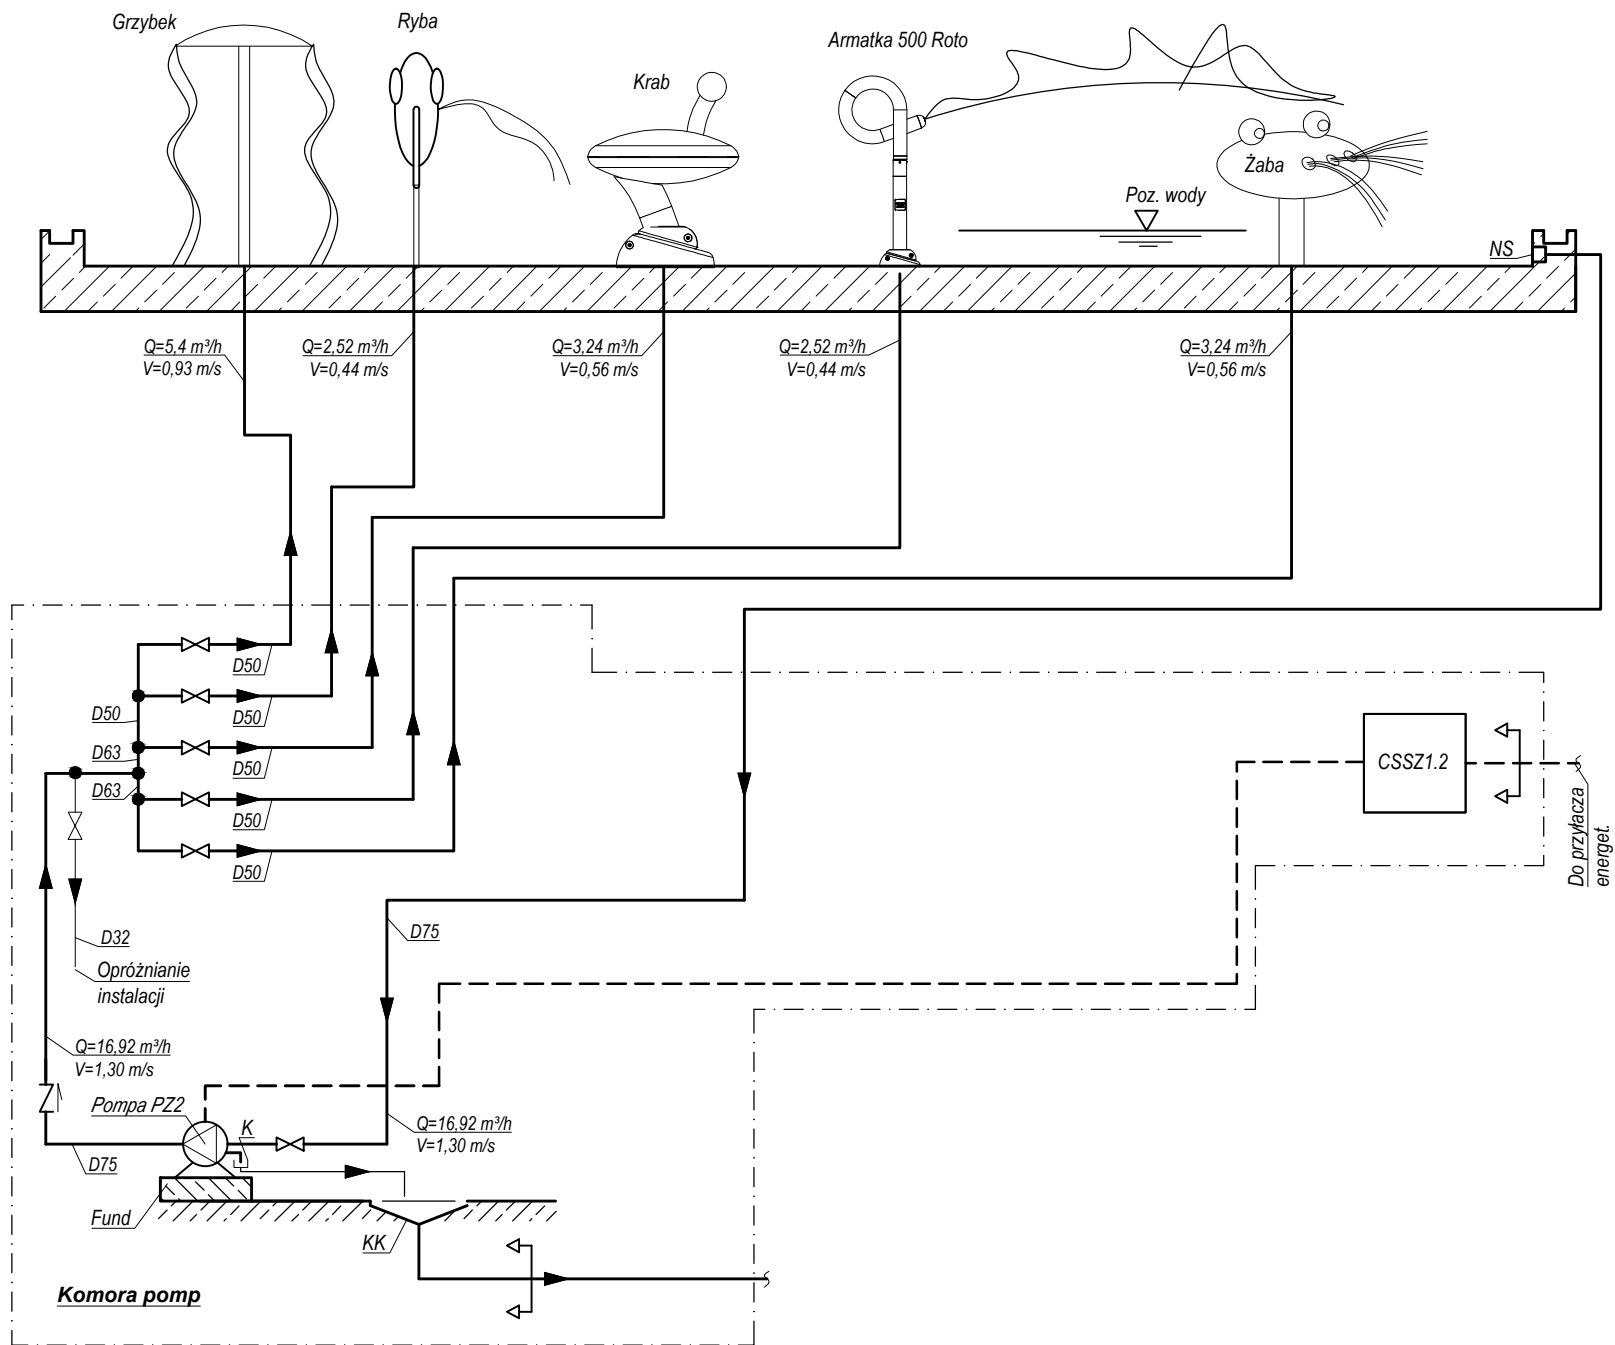 Grzybek
Ryba
Krab
Armatka 500 Roto
Żaba
Poz. wody
NS
Q=5,4 m³/h
V=0,93 m/s
Q=2,52 m³/h
V=0,44 m/s
Q=3,24 m³/h
V=0,56 m/s
Q=2,52 m³/h
V=0,44 m/s
Q=3,24 m³/h
V=0,56 m/s
D50
D50
D50
D63
D50
D63
D50
D50
CSSZ1.2
Do przyłacza
energet.
D32
Opróżnianie
instalacji
D75
Q=16,92 m³/h
V=1,30 m/s
Pompa PZ2
K
Q=16,92 m³/h
V=1,30 m/s
D75
Fund
KK
Komora pomp